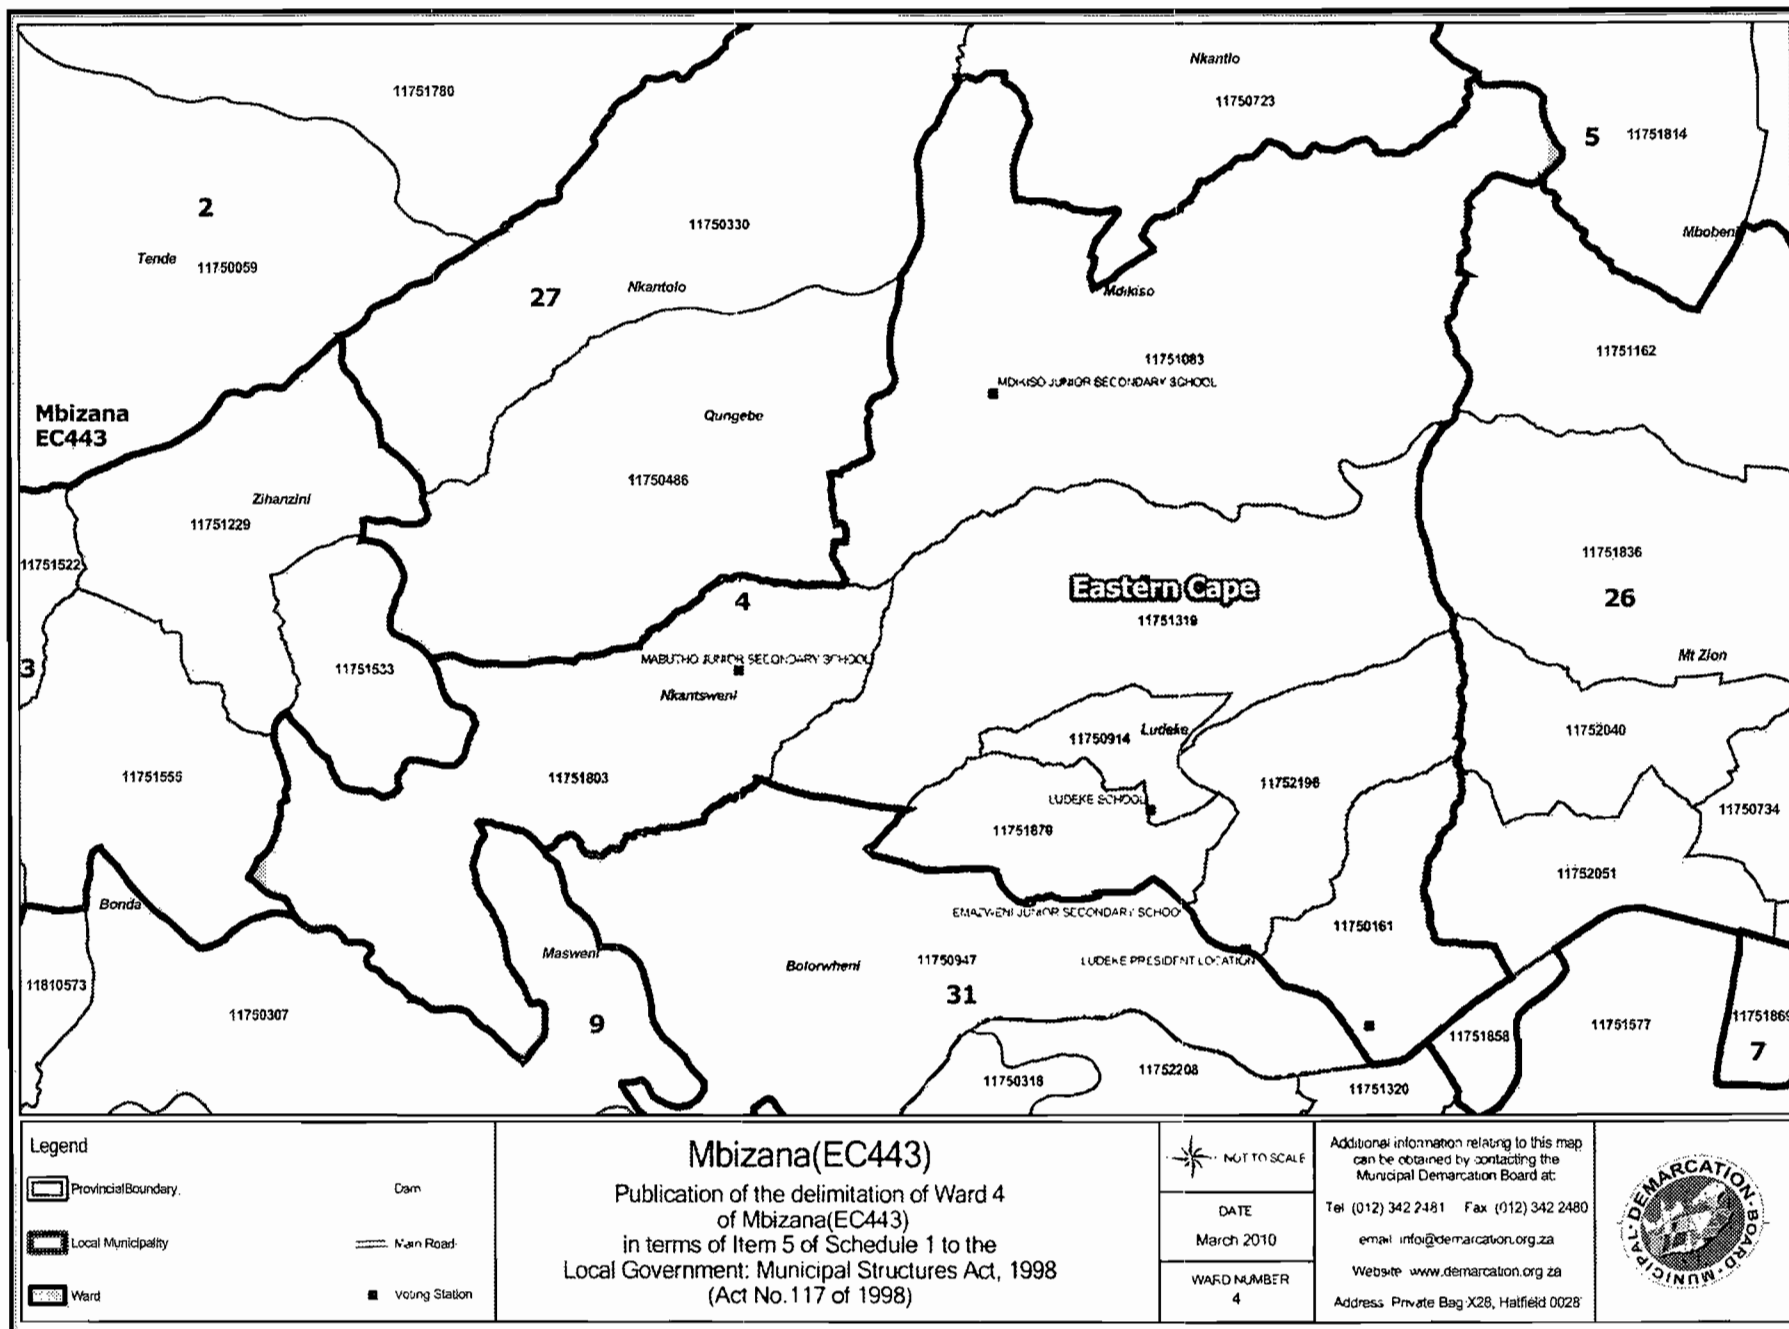 Nkantlo
11751780
11750723
5
11751814
2
11750330
Mbobeni
Tende
11750059
27
Nkantolo
Mdikiso
11751162
11751083
MDIKISO JUNIOR SECONDARY SCHOOL
Mbizana
EC443
Qungebe
11750486
Zihanzini
11751229
11751522
11751836
Eastern Cape
26
4
11751319
MABUTHO JUNIOR SECONDARY SCHOOL
Mt Zion
3
11751533
Nkantsweni
Ludeke
11752040
11750914
11751555
11751803
11752196
LUDEKE SCHOOL
11750734
11751879
11752051
Bonda
EMAZWENI JUNIOR SECONDARY SCHOO
11750161
Masweni
Bolorwheni
11750947
LUDEKE PRESIDENT LOCATION
11810573
31
11750307
9
11751577
11751869
11751858
7
11752208
11750318
11751320
Legend
Provincial Boundary
Local Municipality
Ward
Dam
Main Road
Voting Station
Mbizana(EC443)
Publication of the delimitation of Ward 4
of Mbizana(EC443)
in terms of Item 5 of Schedule 1 to the
Local Government: Municipal Structures Act, 1998
(Act No.117 of 1998)
NOT TO SCALE
DATE
March 2010
WARD NUMBER
4
Additional information relating to this map
can be obtained by contacting the
Municipal Demarcation Board at:
Tel (012) 342 2481 Fax (012) 342 2480
email info@demarcation.org.za
Website www.demarcation.org.za
Address Private Bag X28, Hatfield 0028
MUNICIPAL DEMARCATION BOARD